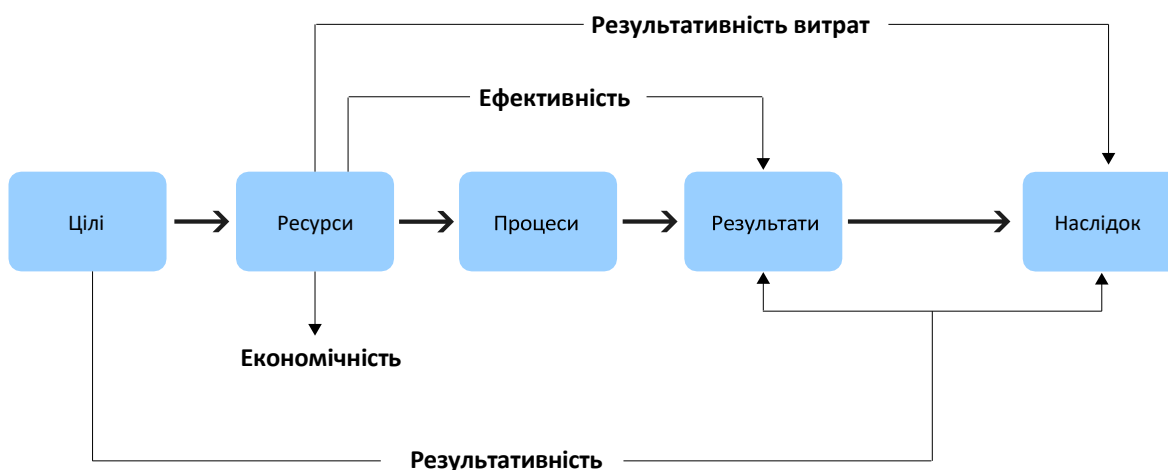 Результативність витрат
Ефективність
Цілі
Ресурси
Процеси
Результати
Наслідок
Економічність
Результативність